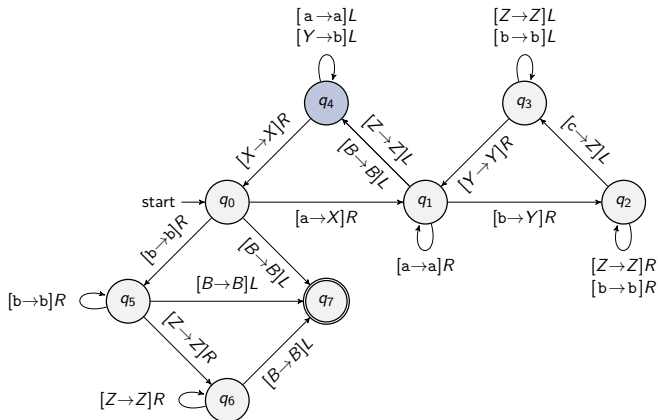 [a→a]L
[Y→b]L
[Z→Z]L
[b→b]L
q4
q3
[X→X]R
[Z→Z]L
[B→B]L
[Y→Y]R
[c→Z]L
start
q0
[a→X]R
q1
[b→Y]R
q2
[b→b]R
[B→B]L
[a→a]R
[Z→Z]R
[b→b]R
[b→b]R
q5
[B→B]L
q7
[Z→Z]R
[B→B]L
[Z→Z]R
q6